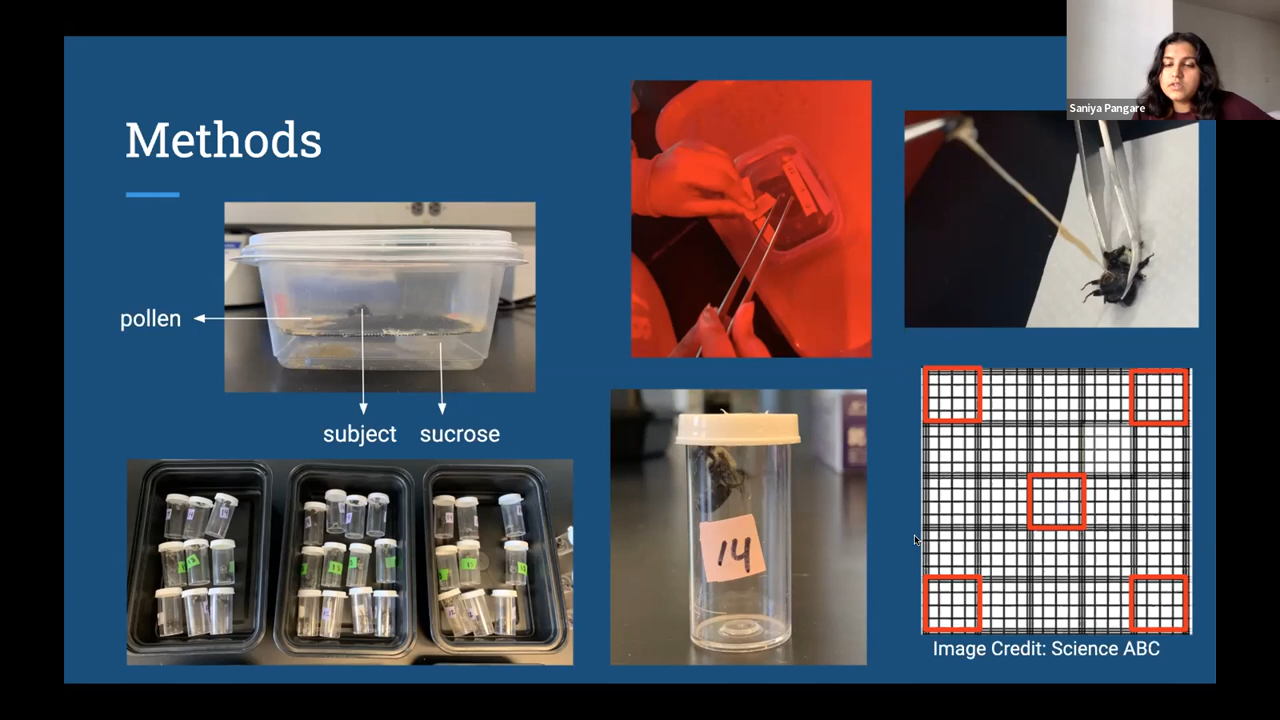 Saniya Pangare
Methods
pollen
subject
sucrose
14
Image Credit: Science ABC